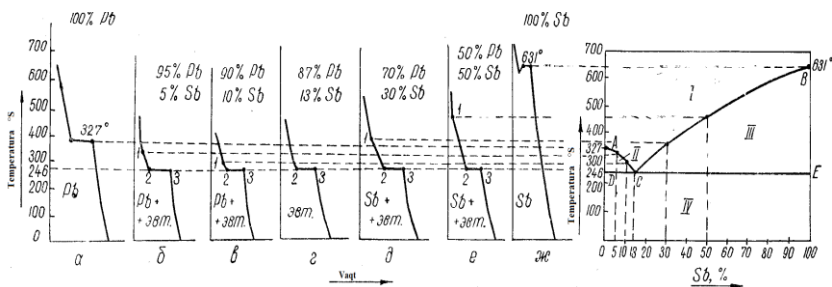 100% Pb
100% Sb
95% Pb
5% Sb
90% Pb
10% Sb
87% Pb
13% Sb
70% Pb
30% Sb
50% Pb
50% Sb
Temperatura °S
700
600
500
400
300
246
200
100
0
327°
Pb
1
2
3
Pb +
+ эвт.
1
2
3
Pb +
+ эвт.
2
3
эвт.
1
2
3
Sb +
+ эвт.
1
2
3
Sb +
+ эвт.
631°
Sb
а
б
в
г
д
е
ж
Vaqt
Temperatura °S
700
600
500
400
327
300
246
200
100
0
A
B
631°
C
D
E
I
II
III
IV
0
5
10
13
20
30
40
50
60
70
80
90
100
Sb, %